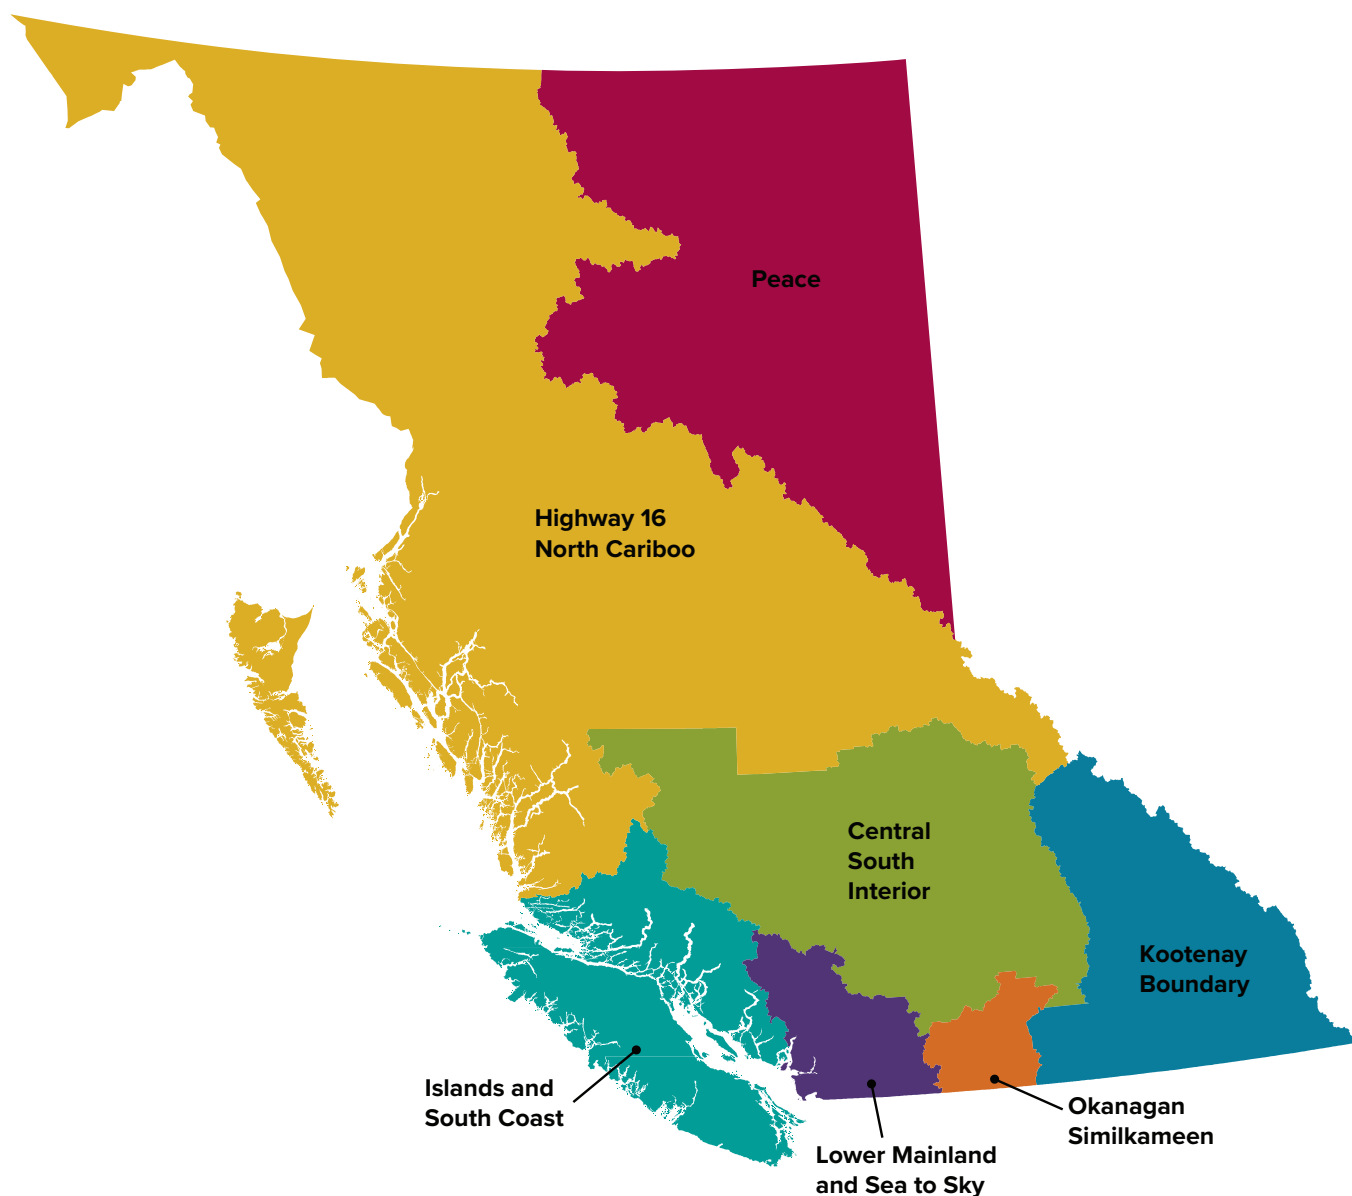 Peace
Highway 16
North Cariboo
Central
South
Interior
Kootenay
Boundary
Islands and
South Coast
Okanagan
Similkameen
Lower Mainland
and Sea to Sky